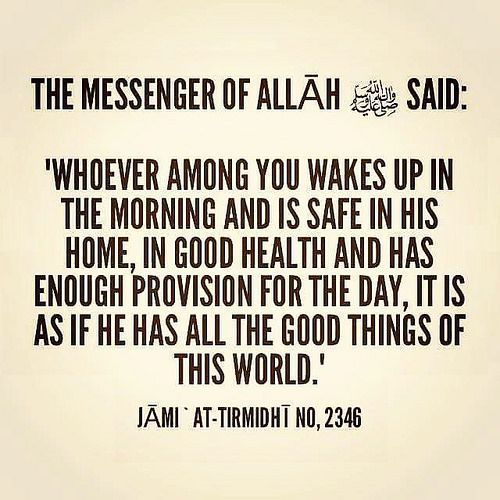 THE MESSENGER OF ALLĀH ﷺ SAID:
'WHOEVER AMONG YOU WAKES UP IN
THE MORNING AND IS SAFE IN HIS
HOME, IN GOOD HEALTH AND HAS
ENOUGH PROVISION FOR THE DAY, IT IS
AS IF HE HAS ALL THE GOOD THINGS OF
THIS WORLD.'
JĀMI` AT-TIRMIDHĪ NO, 2346